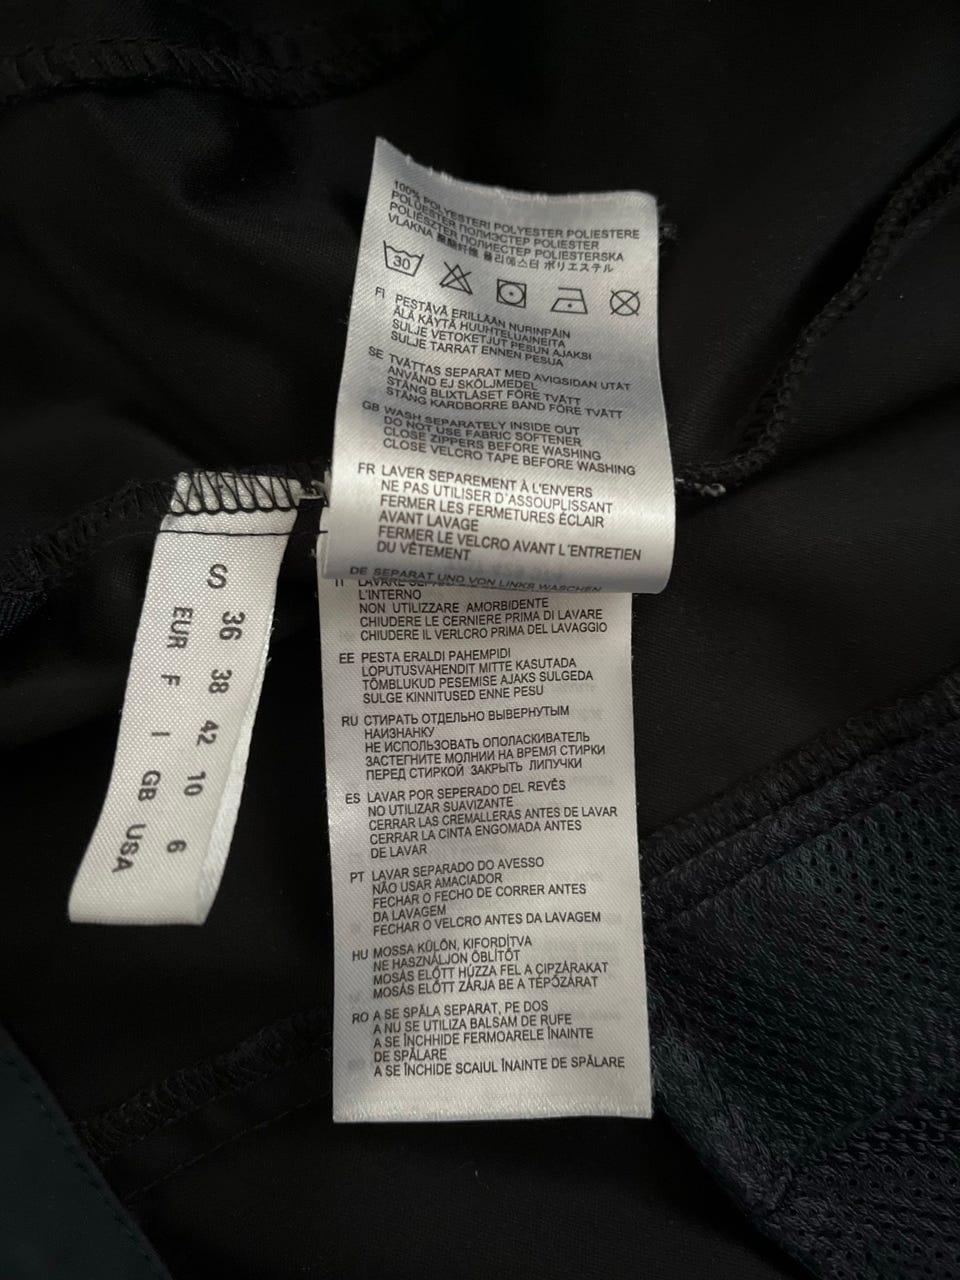 100% POLYESTERI POLYESTER POLIESTERE
POLÜESTER ПОЛИЭСТЕР POLIESTER
POLIÉSZTER ПОЛИЕСТЕР POLIESTERSKA
VLAKNA 聚酯纤维 폴리에스터 ポリエステル
30
FI PESTÄVÄ ERILLÄÄN NURINPÄIN
ÄLÄ KÄYTÄ HUUHTELUAINEITA
SULJE VETOKETJUT PESUN AJAKSI
SULJE TARRAT ENNEN PESUA
SE TVÄTTAS SEPARAT MED AVIGSIDAN UTÅT
ANVÄND EJ SKÖLJMEDEL
STÄNG BLIXTLÅSET FÖRE TVÄTT
STÄNG KARDBORRE BAND FÖRE TVÄTT
GB WASH SEPARATELY INSIDE OUT
DO NOT USE FABRIC SOFTENER
CLOSE ZIPPERS BEFORE WASHING
CLOSE VELCRO TAPE BEFORE WASHING
FR LAVER SEPAREMENT À L'ENVERS
NE PAS UTILISER D'ASSOUPLISSANT
FERMER LES FERMETURES ÉCLAIR
AVANT LAVAGE
FERMER LE VELCRO AVANT L'ENTRETIEN
DU VÊTEMENT
DE SEPARAT UND VON LINKS WASCHEN
IT LAVARE
L'INTERNO
NON UTILIZZARE AMORBIDENTE
CHIUDERE LE CERNIERE PRIMA DI LAVARE
CHIUDERE IL VERLCRO PRIMA DEL LAVAGGIO
EE PESTA ERALDI PAHEMPIDI
LOPUTUSVAHENDIT MITTE KASUTADA
TÕMBLUKUD PESEMISE AJAKS SULGEDA
SULGE KINNITUSED ENNE PESU
RU СТИРАТЬ ОТДЕЛЬНО ВЫВЕРНУТЫМ
НАИЗНАНКУ
НЕ ИСПОЛЬЗОВАТЬ ОПОЛАСКИВАТЕЛЬ
ЗАСТЕГНИТЕ МОЛНИИ НА ВРЕМЯ СТИРКИ
ПЕРЕД СТИРКОЙ ЗАКРЫТЬ ЛИПУЧКИ
ES LAVAR POR SEPERADO DEL REVÉS
NO UTILIZAR SUAVIZANTE
CERRAR LAS CREMALLERAS ANTES DE LAVAR
CERRAR LA CINTA ENGOMADA ANTES
DE LAVAR
PT LAVAR SEPARADO DO AVESSO
NÃO USAR AMACIADOR
FECHAR O FECHO DE CORRER ANTES
DA LAVAGEM
FECHAR O VELCRO ANTES DA LAVAGEM
HU MOSSA KÜLÖN, KIFORDÍTVA
NE HASZNÁLJON ÖBLÍTŐT
MOSÁS ELŐTT HÚZZA FEL A CIPZÁRAKAT
MOSÁS ELŐTT ZÁRJA BE A TÉPŐZÁRAT
RO A SE SPĂLA SEPARAT, PE DOS
A NU SE UTILIZA BALSAM DE RUFE
A SE ÎNCHHIDE FERMOARELE ÎNAINTE
DE SPĂLARE
A SE ÎNCHIDE SCAIUL ÎNAINTE DE SPĂLARE
S 36 38 42 10 6
EUR F I GB USA